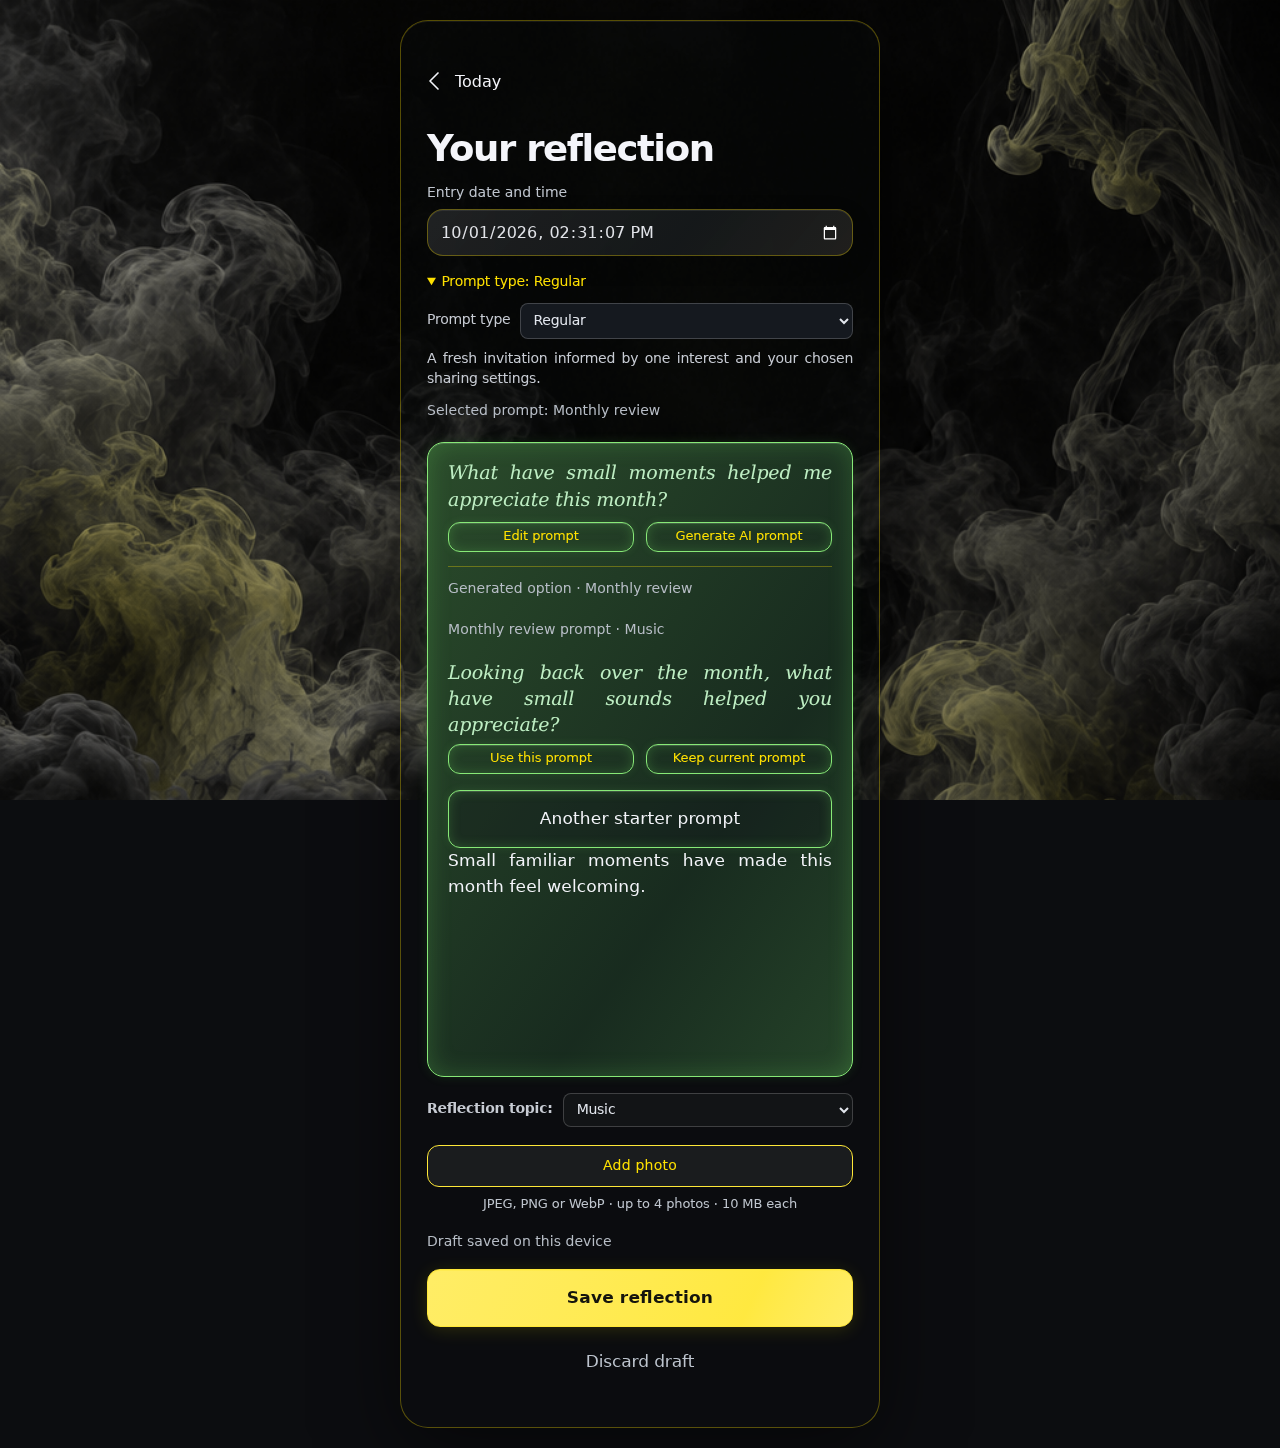 Today
Your reflection
Entry date and time
10/01/2026, 02:31:07 PM
▼ Prompt type: Regular
Prompt type Regular
A fresh invitation informed by one interest and your chosen
sharing settings.
Selected prompt: Monthly review
What have small moments helped me
appreciate this month?
Edit prompt Generate AI prompt
Generated option · Monthly review
Monthly review prompt · Music
Looking back over the month, what
have small sounds helped you
appreciate?
Use this prompt Keep current prompt
Another starter prompt
Small familiar moments have made this
month feel welcoming.
Reflection topic: Music
Add photo
JPEG, PNG or WebP · up to 4 photos · 10 MB each
Draft saved on this device
Save reflection
Discard draft